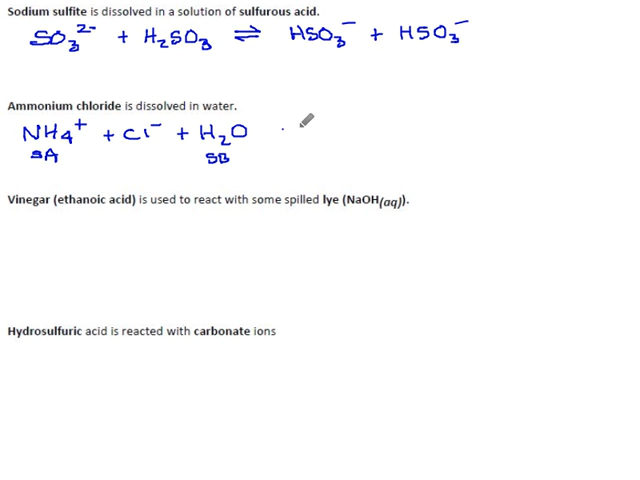 Sodium sulfite is dissolved in a solution of sulfurous acid.
SO₃²⁻ + H₂SO₃ ⇌ HSO₃⁻ + HSO₃⁻
Ammonium chloride is dissolved in water.
NH₄⁺ + Cl⁻ + H₂O
SA SB
Vinegar (ethanoic acid) is used to react with some spilled lye (NaOH(aq)).
Hydrosulfuric acid is reacted with carbonate ions